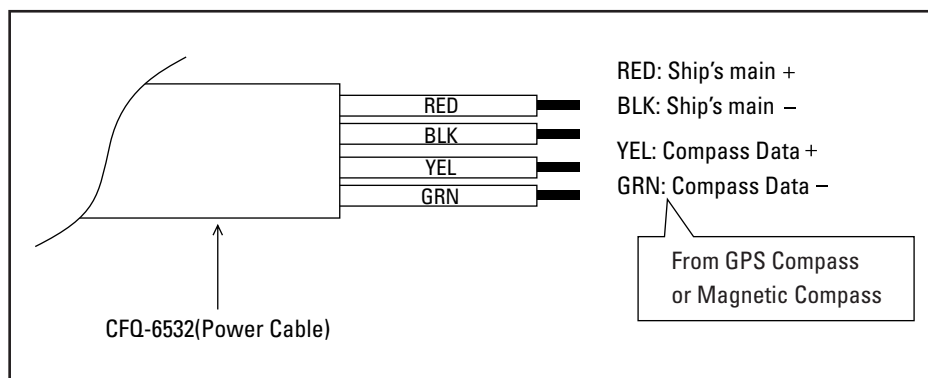 RED
BLK
YEL
GRN
RED: Ship's main +
BLK: Ship's main −
YEL: Compass Data +
GRN: Compass Data −
From GPS Compass
or Magnetic Compass
CFQ-6532(Power Cable)